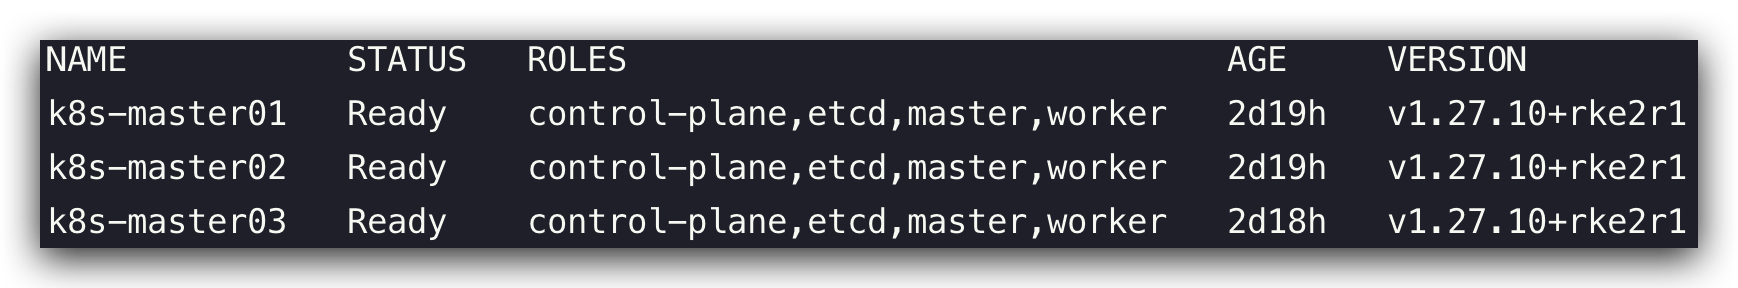 NAME STATUS ROLES AGE VERSION
k8s-master01 Ready control-plane,etcd,master,worker 2d19h v1.27.10+rke2r1
k8s-master02 Ready control-plane,etcd,master,worker 2d19h v1.27.10+rke2r1
k8s-master03 Ready control-plane,etcd,master,worker 2d18h v1.27.10+rke2r1